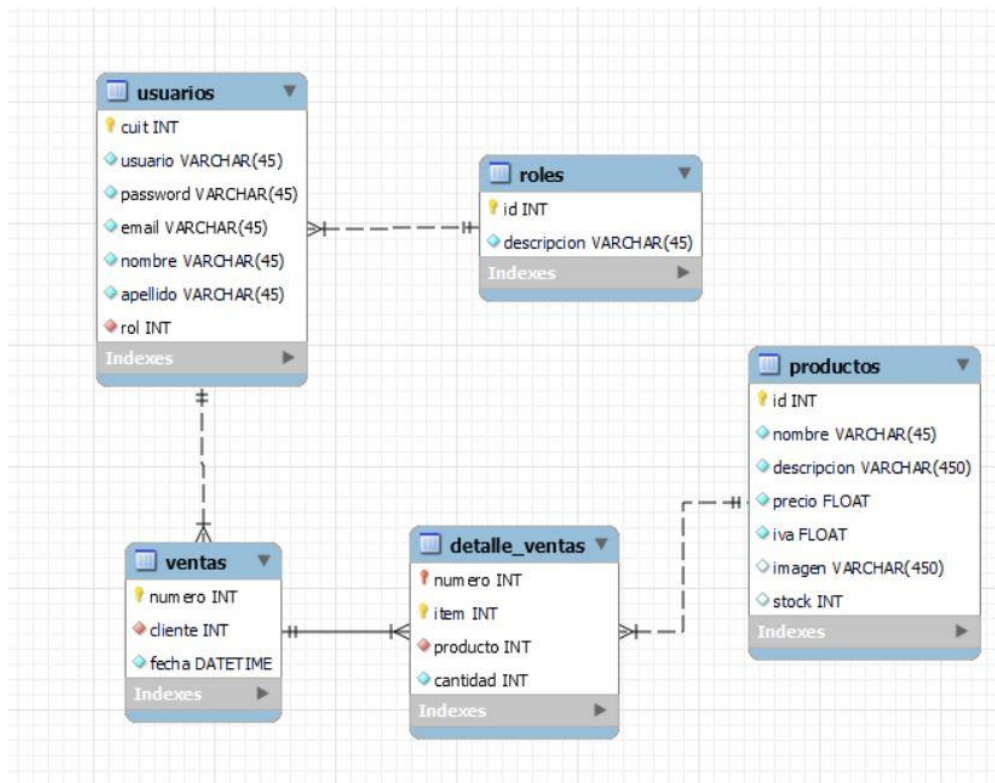 usuarios
cuit INT
usuario VARCHAR(45)
password VARCHAR(45)
email VARCHAR(45)
nombre VARCHAR(45)
apellido VARCHAR(45)
rol INT
Indexes
roles
id INT
descripcion VARCHAR(45)
Indexes
productos
id INT
nombre VARCHAR(45)
descripcion VARCHAR(450)
precio FLOAT
iva FLOAT
imagen VARCHAR(450)
stock INT
Indexes
ventas
numero INT
cliente INT
fecha DATETIME
Indexes
detalle_ventas
numero INT
item INT
producto INT
cantidad INT
Indexes